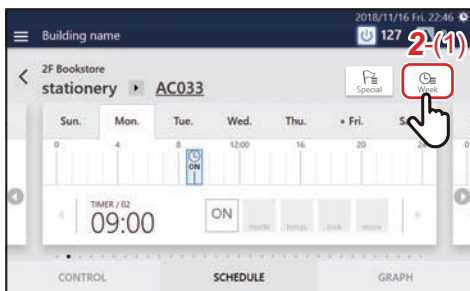 2018/11/16 Fri. 22:46
Building name
127
2-(1)
2F Bookstore
stationery
AC033
Special
Week
Sun. Mon. Tue. Wed. Thu. • Fri. S
0 4 8 12:00 16 20 24 0
ON
TIMER / 02
09:00
ON mode temp. lock more
CONTROL SCHEDULE GRAPH